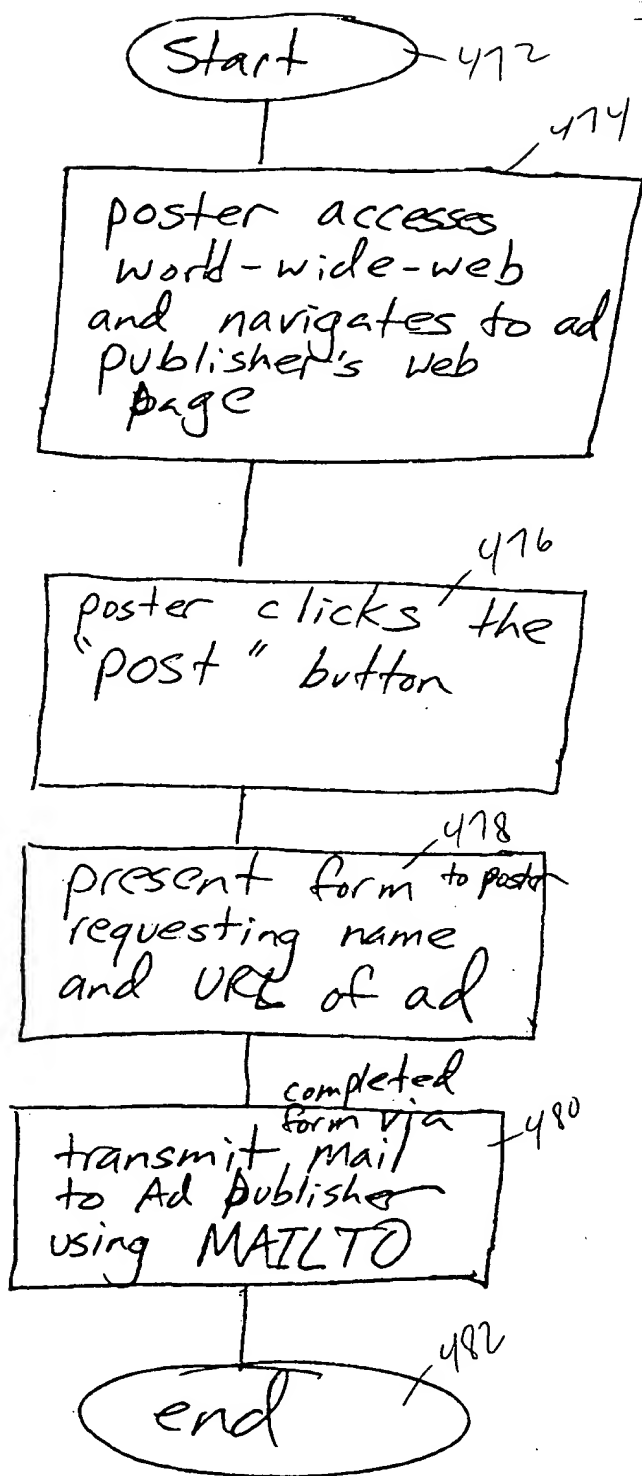 Start 472
474
poster accesses
world-wide-web
and navigates to ad
publisher's web
page
476
poster clicks the
"post" button
478
present form to poster
requesting name
and URL of ad
completed
form via
480
transmit mail
to Ad publisher
using MAILTO
482
end